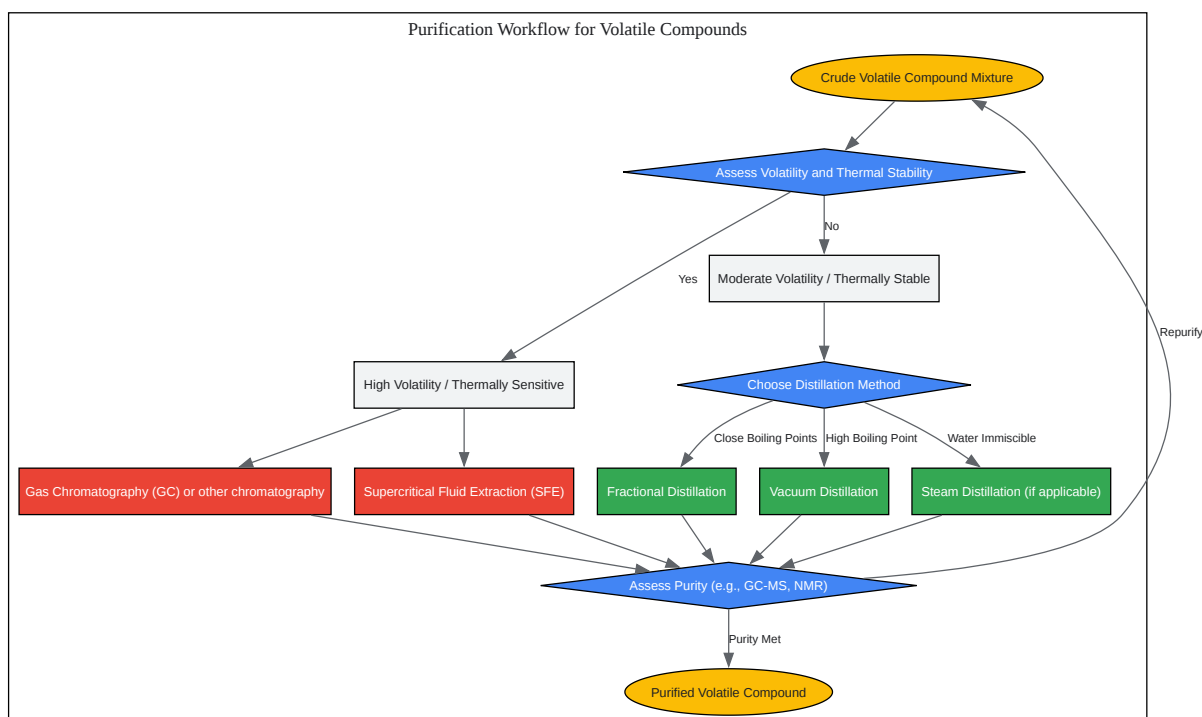 Purification Workflow for Volatile Compounds
Crude Volatile Compound Mixture
Assess Volatility and Thermal Stability
No
Yes
Moderate Volatility / Thermally Stable
Repurify
High Volatility / Thermally Sensitive
Choose Distillation Method
Close Boiling Points
High Boiling Point
Water Immiscible
Gas Chromatography (GC) or other chromatography
Supercritical Fluid Extraction (SFE)
Fractional Distillation
Vacuum Distillation
Steam Distillation (if applicable)
Assess Purity (e.g., GC-MS, NMR)
Purity Met
Purified Volatile Compound